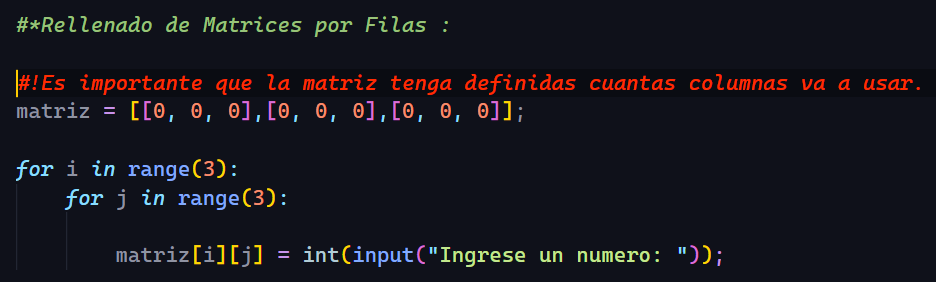 #*Rellenado de Matrices por Filas :
#!Es importante que la matriz tenga definidas cuantas columnas va a usar.
matriz = [[0, 0, 0],[0, 0, 0],[0, 0, 0]];
for i in range(3):
for j in range(3):
matriz[i][j] = int(input("Ingrese un numero: "));